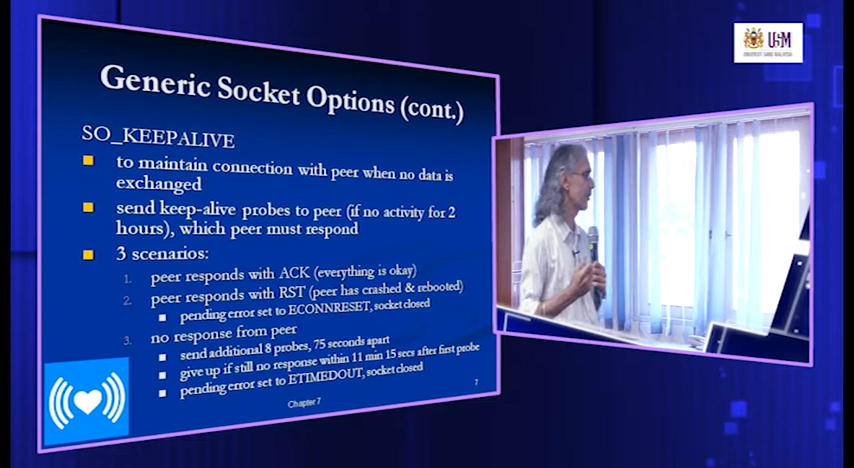 USM
UNIVERSITI SAINS MALAYSIA
Generic Socket Options (cont.)
SO_KEEPALIVE
to maintain connection with peer when no data is
exchanged
send keep-alive probes to peer (if no activity for 2
hours), which peer must respond
3 scenarios:
1. peer responds with ACK (everything is okay)
2. peer responds with RST (peer has crashed & rebooted)
pending error set to ECONNRESET, socket closed
3. no response from peer
send additional 8 probes, 75 seconds apart
give up if still no response within 11 min 15 secs after first probe
pending error set to ETIMEDOUT, socket closed
Chapter 7
7